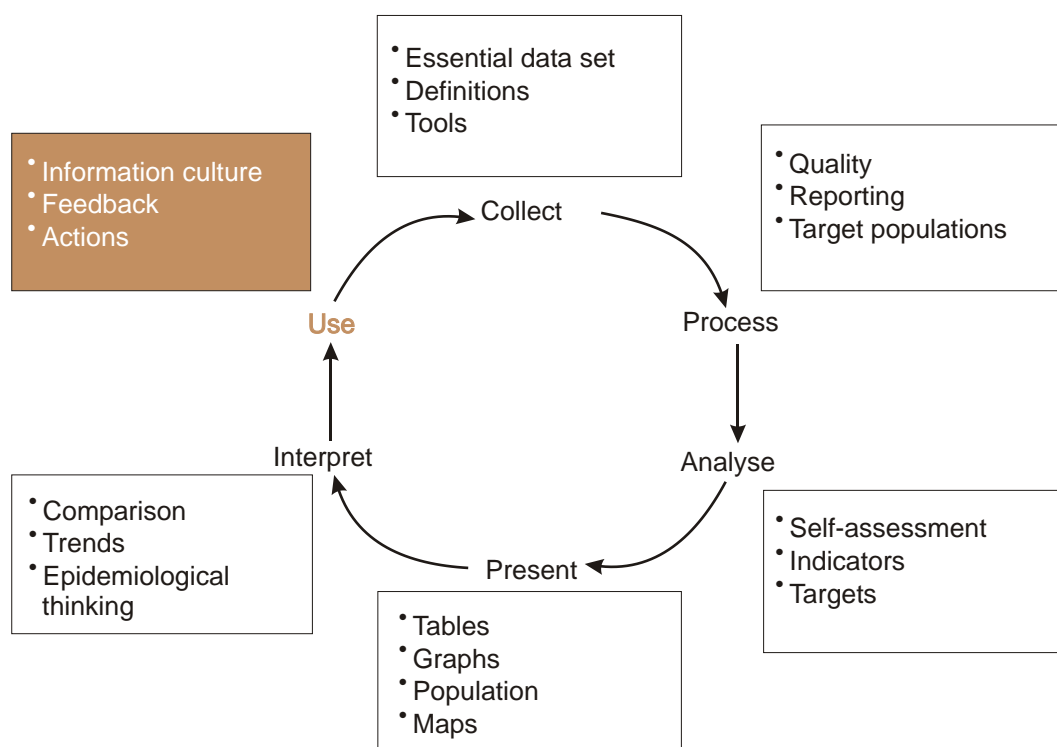 • Essential data set
• Definitions
• Tools
Collect
• Quality
• Reporting
• Target populations
Process
Analyse
• Self-assessment
• Indicators
• Targets
Present
• Tables
• Graphs
• Population
• Maps
Interpret
• Comparison
• Trends
• Epidemiological
thinking
Use
• Information culture
• Feedback
• Actions